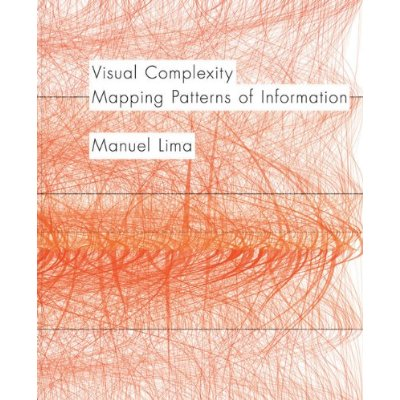 Visual Complexity
Mapping Patterns of Information
Manuel Lima